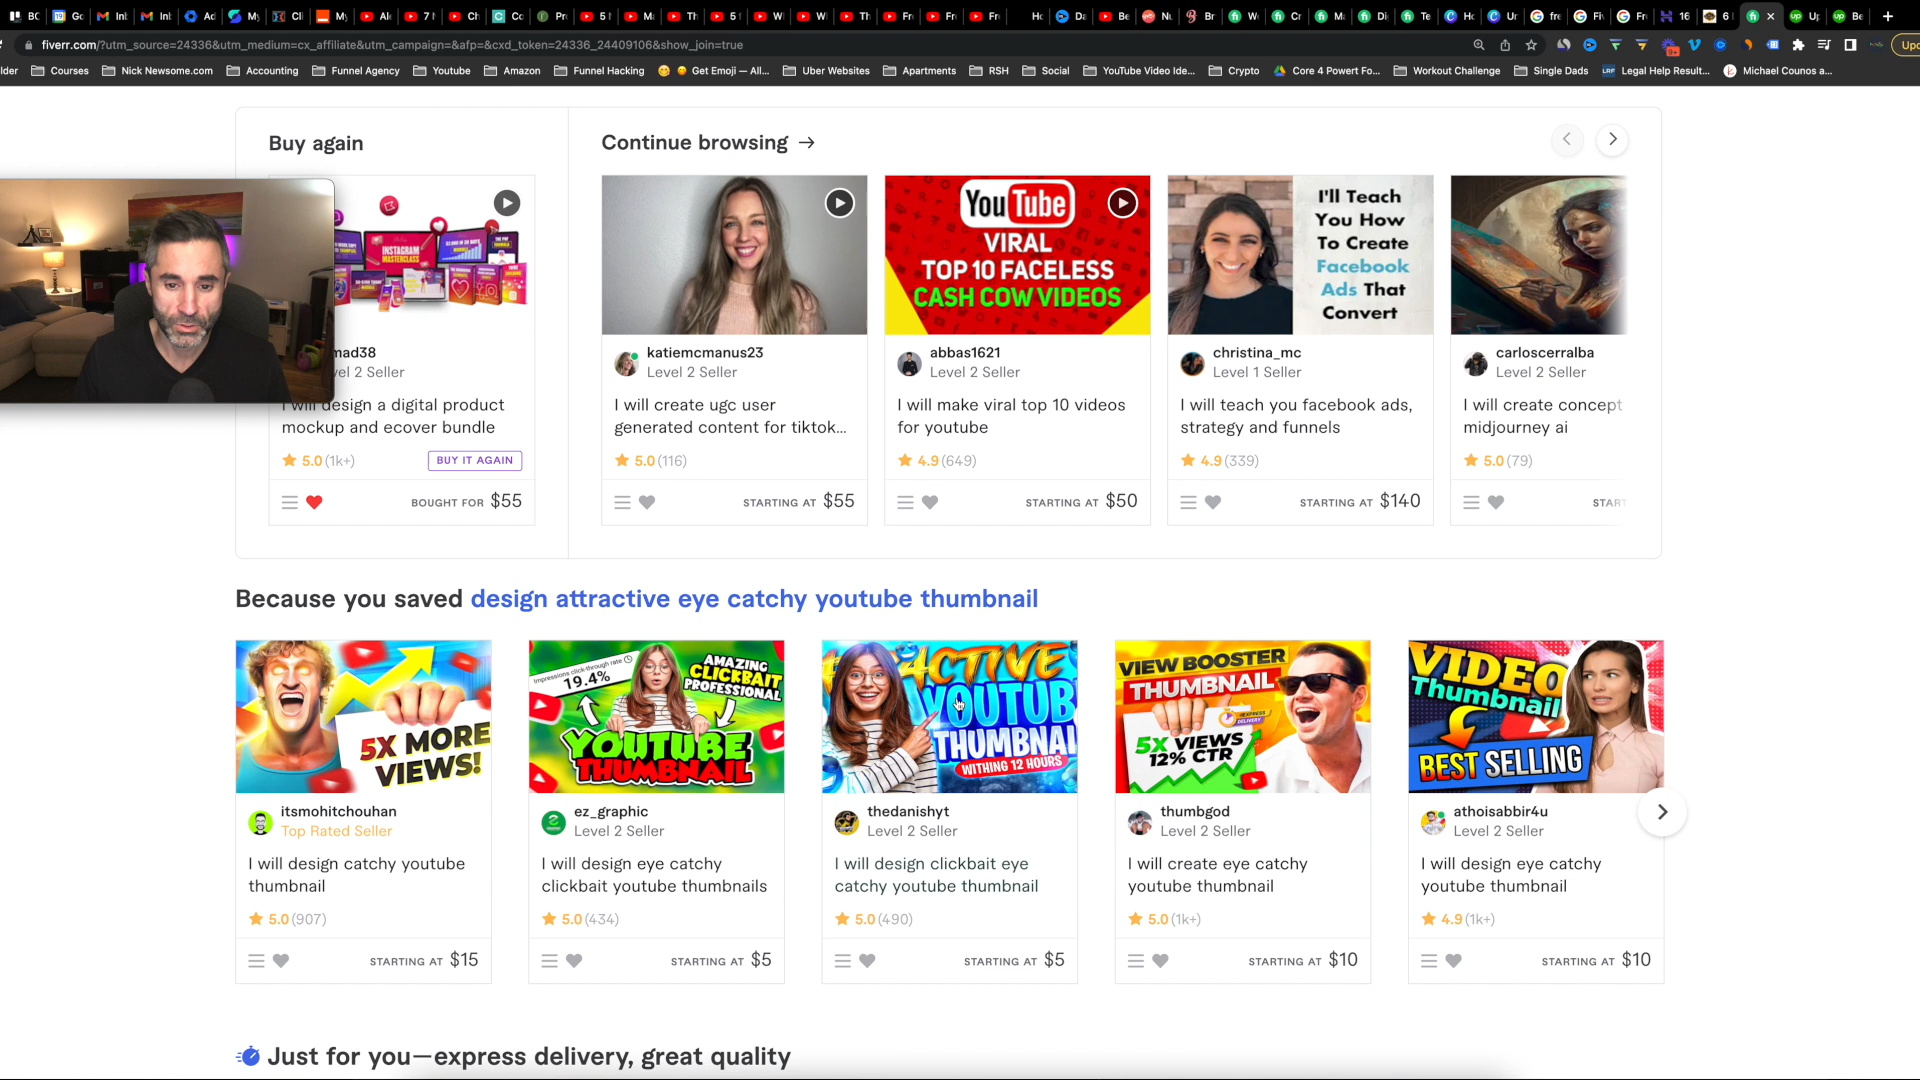 fiverr.com/?utm_source=24336&utm_medium=cx_affiliate&utm_campaign=&afp=&cxd_token=24336_24409106&show_join=true
Courses
Nick Newsome.com
Accounting
Funnel Agency
Youtube
Amazon
Funnel Hacking
Get Emoji — All...
Uber Websites
Apartments
RSH
Social
YouTube Video Ide...
Crypto
Core 4 Powert Fo...
Workout Challenge
Single Dads
Legal Help Result...
Michael Counos a...
Buy again
Continue browsing →
INSTAGRAM
MASTERCLASS
YouTube
VIRAL
TOP 10 FACELESS
CASH COW VIDEOS
I'll Teach
You How
To Create
Facebook
Ads That
Convert
mad38
vel 2 Seller
I will design a digital product
mockup and ecover bundle
5.0 (1k+)
BUY IT AGAIN
BOUGHT FOR $55
katiemcmanus23
Level 2 Seller
I will create ugc user
generated content for tiktok...
5.0 (116)
STARTING AT $55
abbas1621
Level 2 Seller
I will make viral top 10 videos
for youtube
4.9 (649)
STARTING AT $50
christina_mc
Level 1 Seller
I will teach you facebook ads,
strategy and funnels
4.9 (339)
STARTING AT $140
carloscerralba
Level 2 Seller
I will create concept
midjourney ai
5.0 (79)
START
Because you saved design attractive eye catchy youtube thumbnail
5X MORE
VIEWS!
itsmohitchouhan
Top Rated Seller
I will design catchy youtube
thumbnail
5.0 (907)
STARTING AT $15
Impressions click-through rate
19.4%
AMAZING
CLICKBAIT
PROFESSIONAL
YOUTUBE
THUMBNAIL
ez_graphic
Level 2 Seller
I will design eye catchy
clickbait youtube thumbnails
5.0 (434)
STARTING AT $5
ACTIVE
YOUTUB
THUMBNAI
WITHING 12 HOURS
thedanishyt
Level 2 Seller
I will design clickbait eye
catchy youtube thumbnail
5.0 (490)
STARTING AT $5
VIEW BOOSTER
THUMBNAIL
EXPRESS
DELIVERY
5X VIEWS
12% CTR
thumbgod
Level 2 Seller
I will create eye catchy
youtube thumbnail
5.0 (1k+)
STARTING AT $10
VIDEO
Thumbnail
BEST SELLING
athoisabbir4u
Level 2 Seller
I will design eye catchy
youtube thumbnail
4.9 (1k+)
STARTING AT $10
Just for you—express delivery, great quality